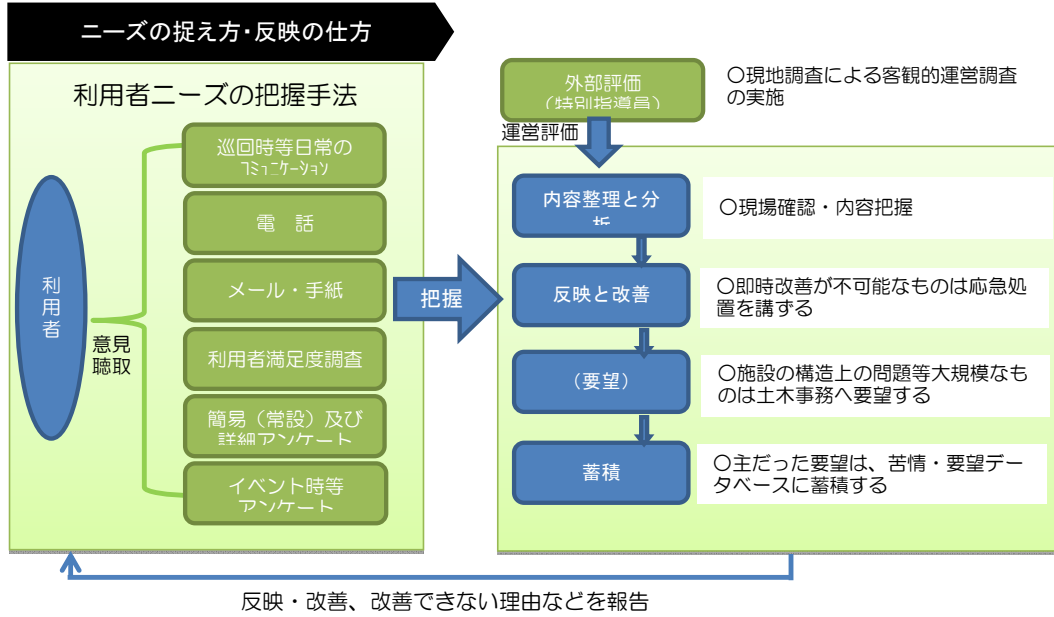 ニーズの捉え方・反映の仕方
利用者ニーズの把握手法
利用者
意見
聴取
巡回時等日常の
コミュニケーション
電 話
メール・手紙
利用者満足度調査
簡易（常設）及び
詳細アンケート
イベント時等
アンケート
把握
外部評価
（特別指導員）
運営評価
〇現地調査による客観的運営調査
の実施
内容整理と分
析
〇現場確認・内容把握
反映と改善
〇即時改善が不可能なものは応急処
置を講ずる
（要望）
〇施設の構造上の問題等大規模なも
のは土木事務へ要望する
蓄積
〇主だった要望は、苦情・要望デー
タベースに蓄積する
反映・改善、改善できない理由などを報告